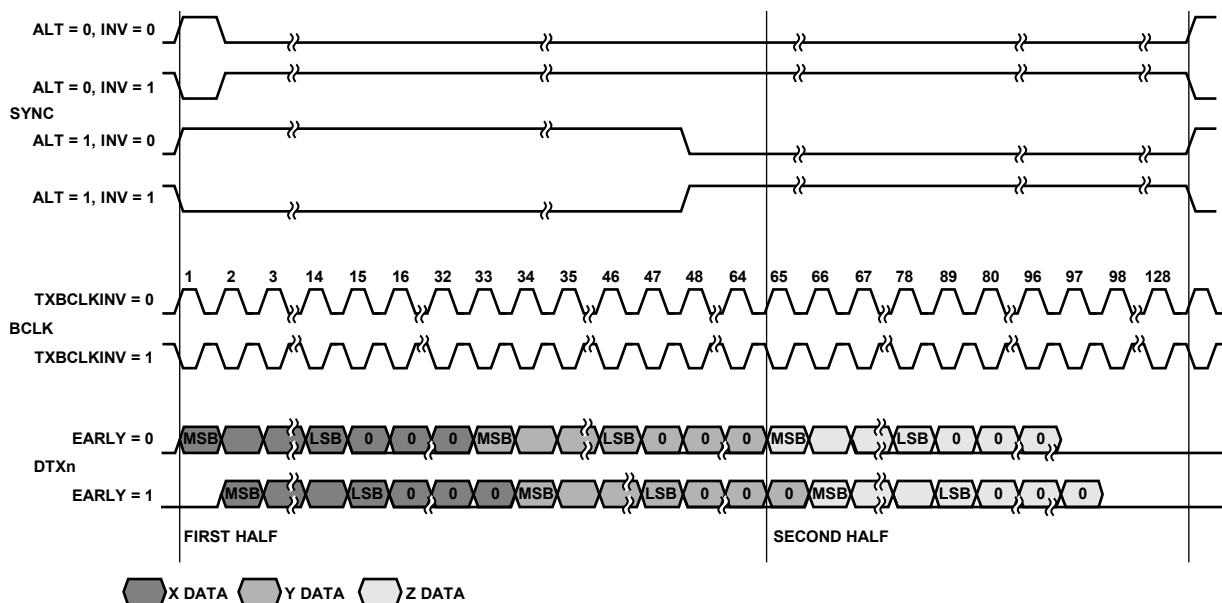 ALT = 0, INV = 0
ALT = 0, INV = 1
SYNC
ALT = 1, INV = 0
ALT = 1, INV = 1
1 2 3 14 15 16 32 33 34 35 46 47 48 64 65 66 67 78 89 80 96 97 98 128
TXBCLKINV = 0
BCLK
TXBCLKINV = 1
EARLY = 0 MSB LSB 0 0 0 MSB LSB 0 0 0 MSB LSB 0 0 0
DTXn
EARLY = 1 MSB LSB 0 0 0 MSB LSB 0 0 0 MSB LSB 0 0 0
FIRST HALF SECOND HALF
X DATA Y DATA Z DATA